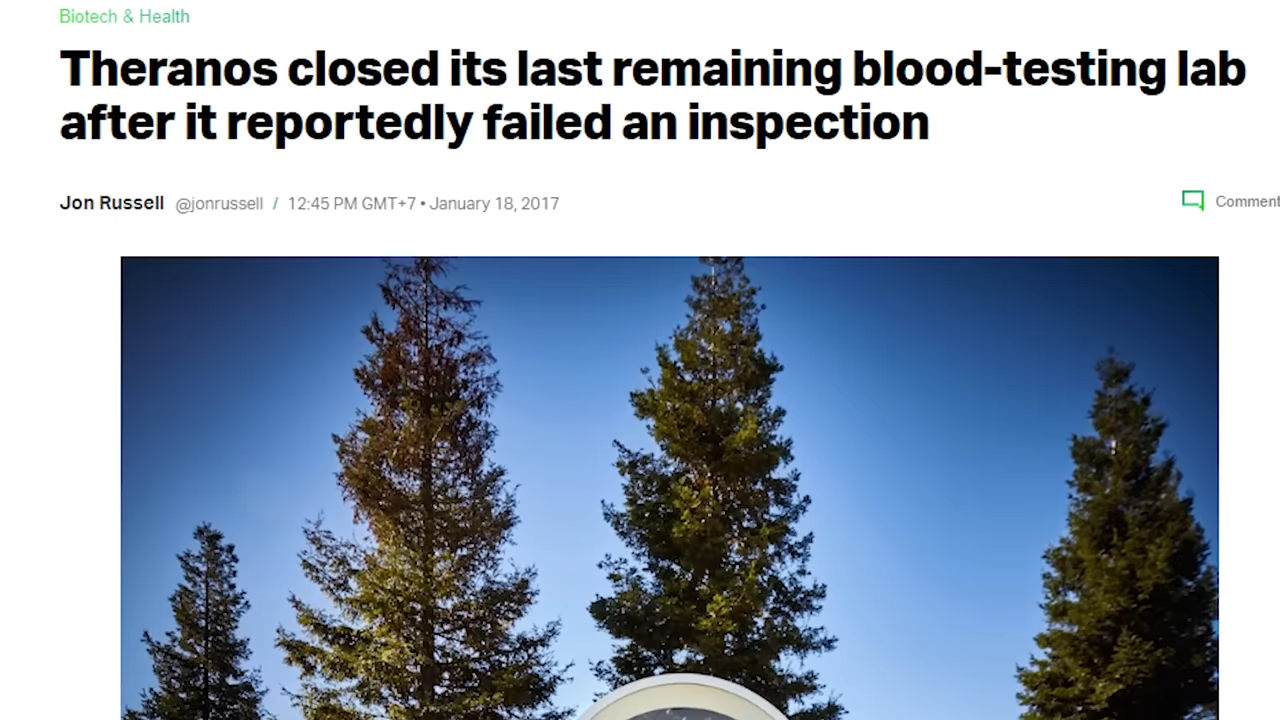 Biotech & Health
Theranos closed its last remaining blood-testing lab
after it reportedly failed an inspection
Jon Russell @jonrussell / 12:45 PM GMT+7 • January 18, 2017
Comment